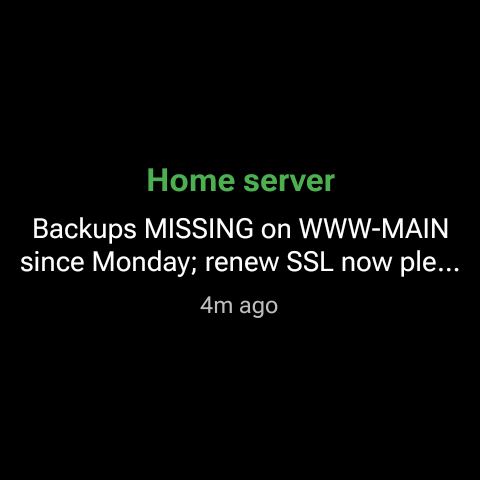 Home server
Backups MISSING on WWW-MAIN
since Monday; renew SSL now ple...
4m ago